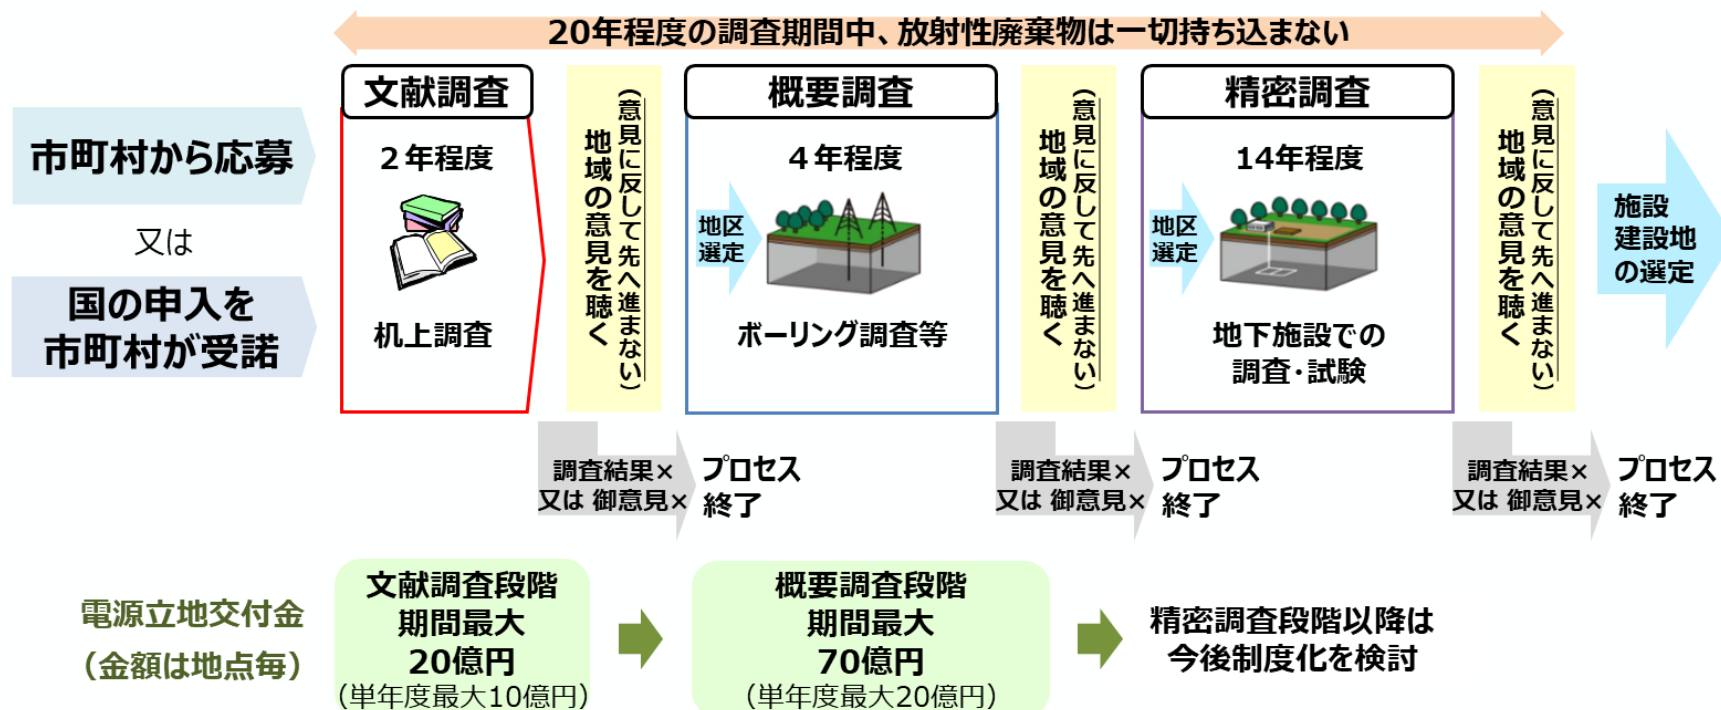 20年程度の調査期間中、放射性廃棄物は一切持ち込まない
市町村から応募
又は
国の申入を
市町村が受諾
文献調査
2年程度
机上調査
地域の意見を聴く
(意見に反して先へ進まない)
概要調査
地区
選定
4年程度
ボーリング調査等
地域の意見を聴く
(意見に反して先へ進まない)
精密調査
地区
選定
14年程度
地下施設での
調査・試験
地域の意見を聴く
(意見に反して先へ進まない)
施設
建設地
の選定
調査結果×
又は 御意見×
プロセス
終了
調査結果×
又は 御意見×
プロセス
終了
調査結果×
又は 御意見×
プロセス
終了
電源立地交付金
(金額は地点毎)
文献調査段階
期間最大
20億円
(単年度最大10億円)
概要調査段階
期間最大
70億円
(単年度最大20億円)
精密調査段階以降は
今後制度化を検討